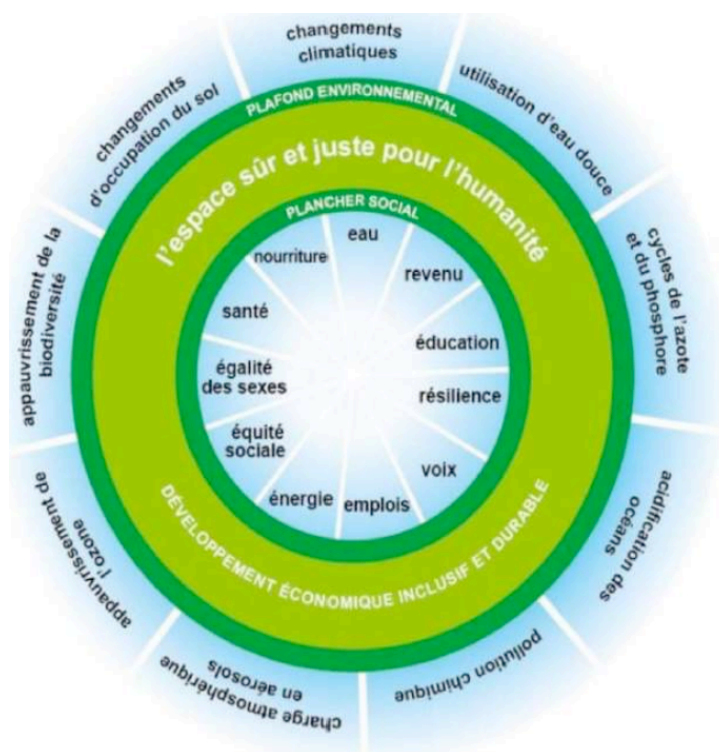 changements
climatiques
utilisation d'eau douce
cycles de l'azote
et du phosphore
acidification des
océans
pollution chimique
charge atmosphérique
en aérosols
appauvrissement de
l'ozone
appauvrissement de la
biodiversité
changements
d'occupation du sol
PLAFOND ENVIRONNEMENTAL
l'espace sûr et juste pour l'humanité
PLANCHER SOCIAL
eau
revenu
éducation
résilience
voix
emplois
énergie
équité
sociale
égalité
des sexes
santé
nourriture
DÉVELOPPEMENT ÉCONOMIQUE INCLUSIF ET DURABLE